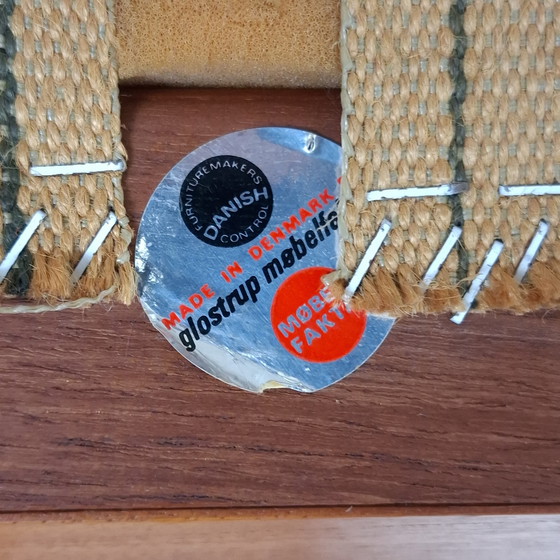 FURNITUREMAKERS
DANISH
CONTROL
MADE IN DENMARK
glostrup møbelfa
MØBE
FAKT